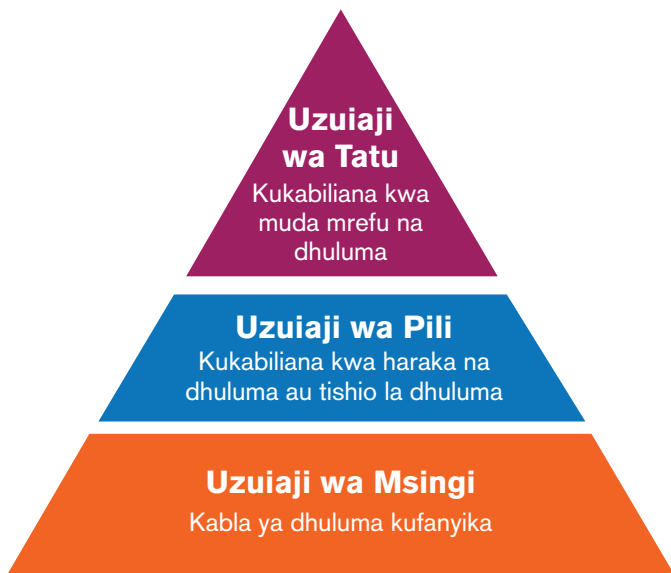 Uzuiaji
wa Tatu
Kukabiliana kwa
muda mrefu na
dhuluma
Uzuiaji wa Pili
Kukabiliana kwa haraka na
dhuluma au tishio la dhuluma
Uzuiaji wa Msingi
Kabla ya dhuluma kufanyika